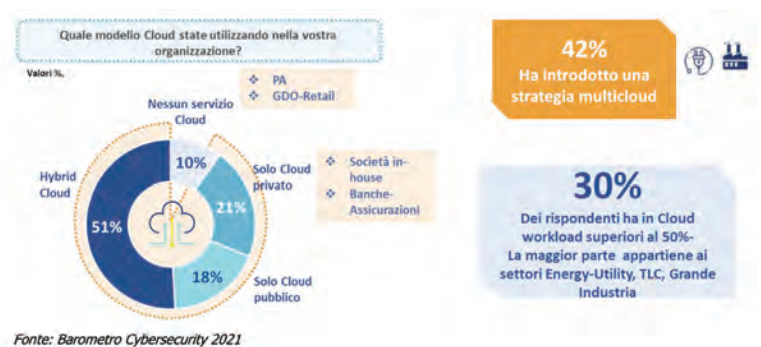 Quale modello Cloud state utilizzando nella vostra
organizzazione?
Valori %,
❖ PA
❖ GDO-Retail
Nessun servizio
Cloud
10%
Solo Cloud
privato
21%
❖ Società in-
house
❖ Banche-
Assicurazioni
Hybrid
Cloud
51%
18%
Solo Cloud
pubblico
42%
Ha introdotto una
strategia multicloud
30%
Dei rispondenti ha in Cloud
workload superiori al 50%-
La maggior parte appartiene ai
settori Energy-Utility, TLC, Grande
Industria
Fonte: Barometro Cybersecurity 2021